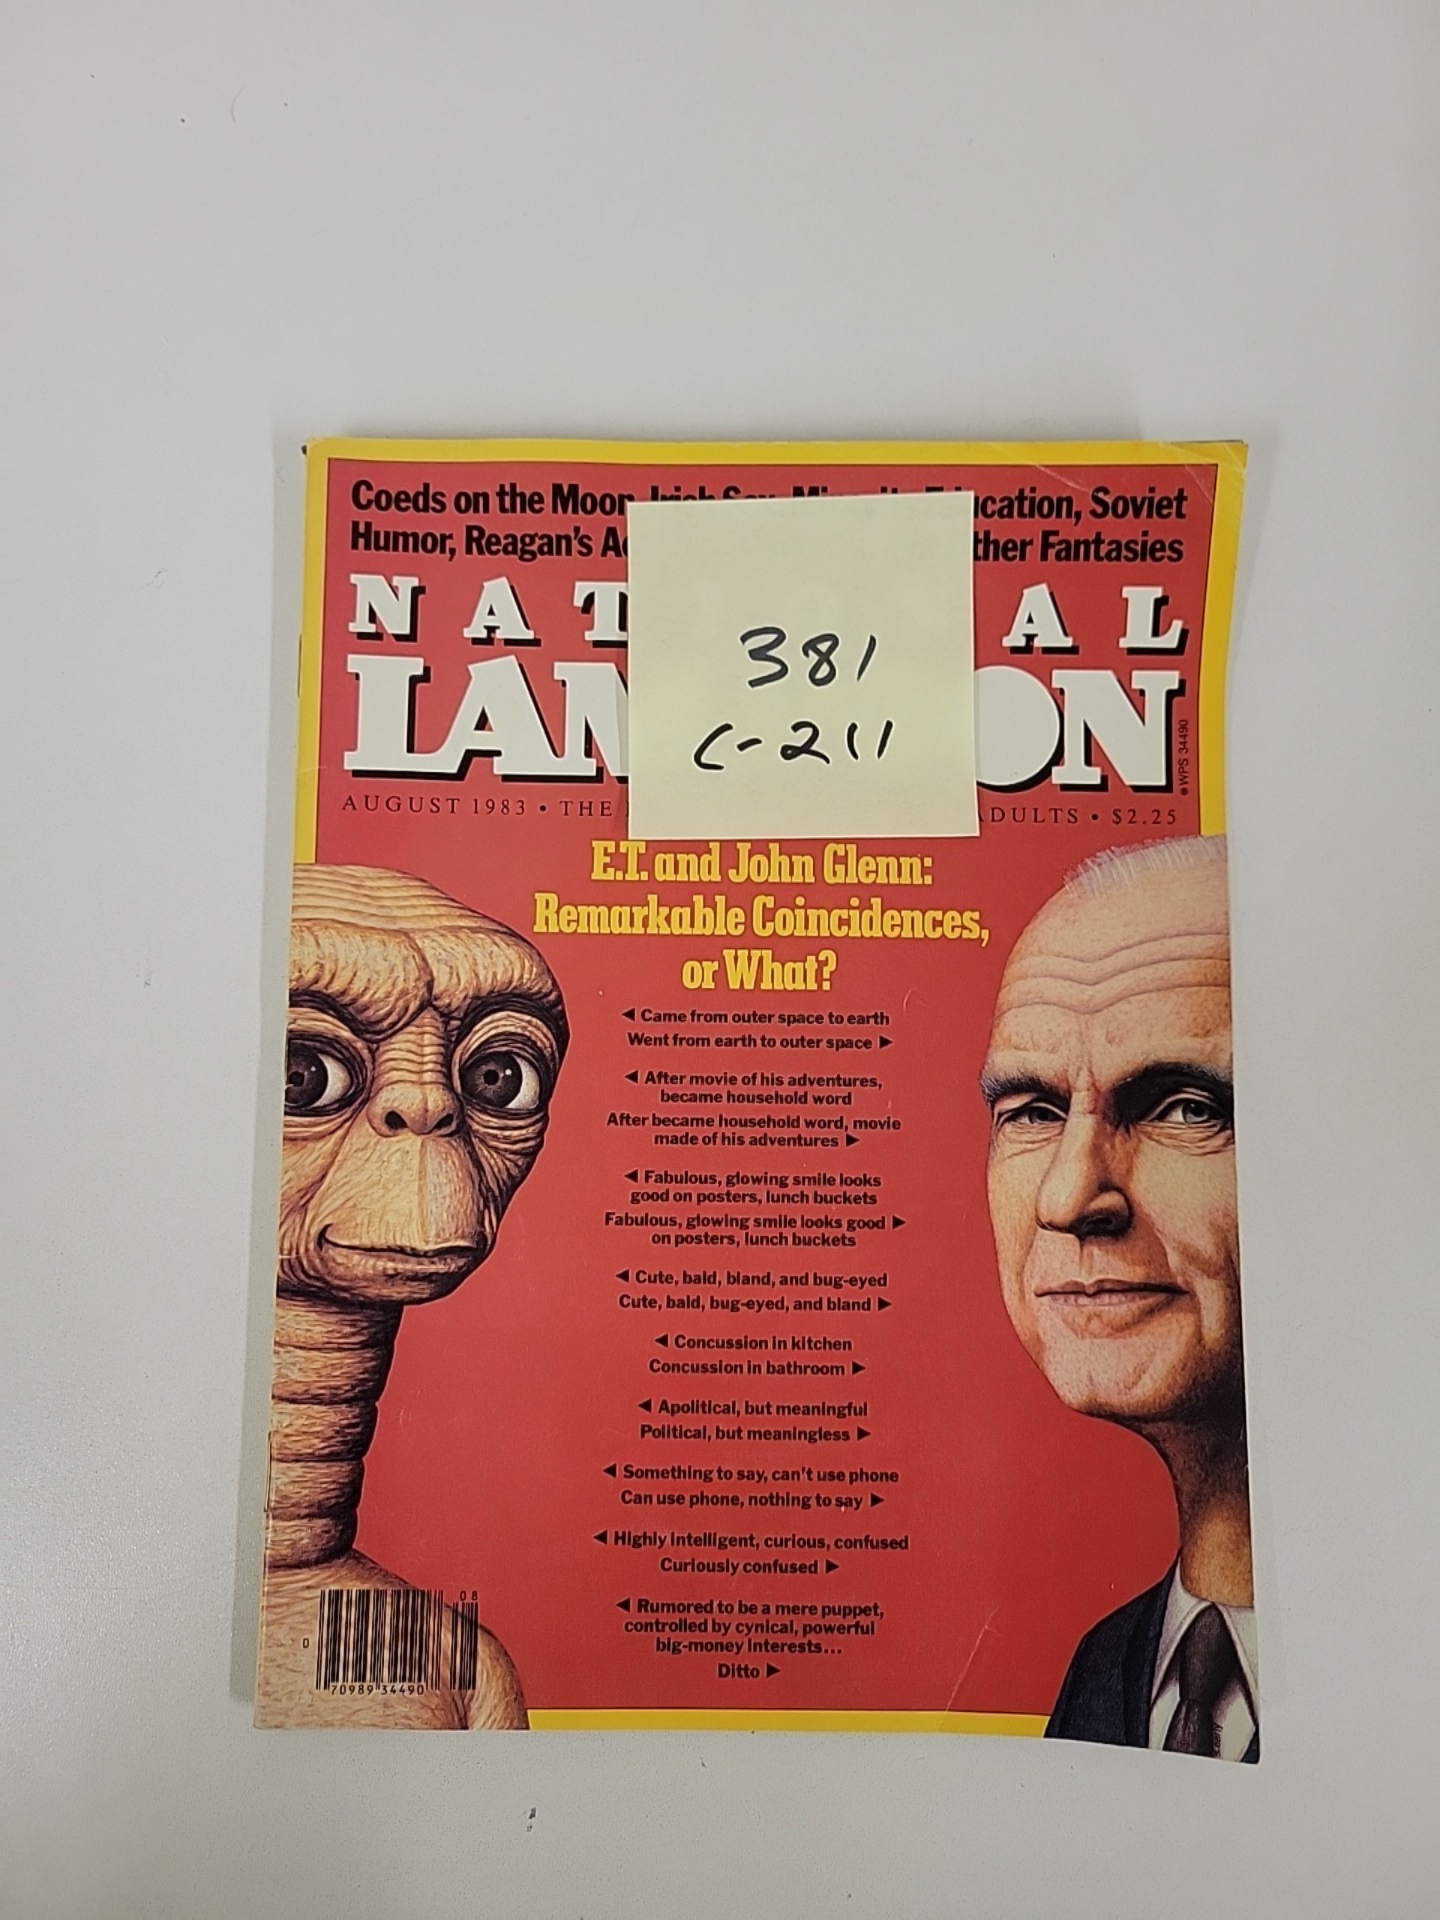 Coeds on the Moon, cation, Soviet
Humor, Reagan's ther Fantasies
NAT AL
LAM ON
AUGUST 1983 • THE ADULTS • $2.25
● WPS 34490
381
C-211
E.T. and John Glenn:
Remarkable Coincidences,
or What?
◀ Came from outer space to earth
Went from earth to outer space ▶
◀ After movie of his adventures,
became household word
After became household word, movie
made of his adventures ▶
◀ Fabulous, glowing smile looks
good on posters, lunch buckets
Fabulous, glowing smile looks good ▶
on posters, lunch buckets
◀ Cute, bald, bland, and bug-eyed
Cute, bald, bug-eyed, and bland ▶
◀ Concussion in kitchen
Concussion in bathroom ▶
◀ Apolitical, but meaningful
Political, but meaningless ▶
◀ Something to say, can't use phone
Can use phone, nothing to say ▶
◀ Highly intelligent, curious, confused
Curiously confused ▶
◀ Rumored to be a mere puppet,
controlled by cynical, powerful
big-money interests...
Ditto ▶
08
0
70989 34490